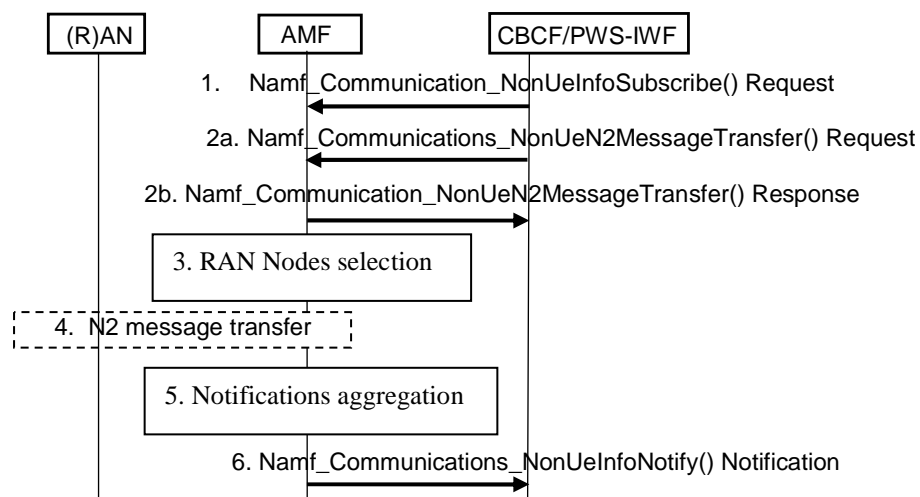 (R)AN AMF CBCF/PWS-IWF
1. Namf_Communication_NonUeInfoSubscribe() Request
2a. Namf_Communications_NonUeN2MessageTransfer() Request
2b. Namf_Communication_NonUeN2MessageTransfer() Response
3. RAN Nodes selection
4. N2 message transfer
5. Notifications aggregation
6. Namf_Communications_NonUeInfoNotify() Notification